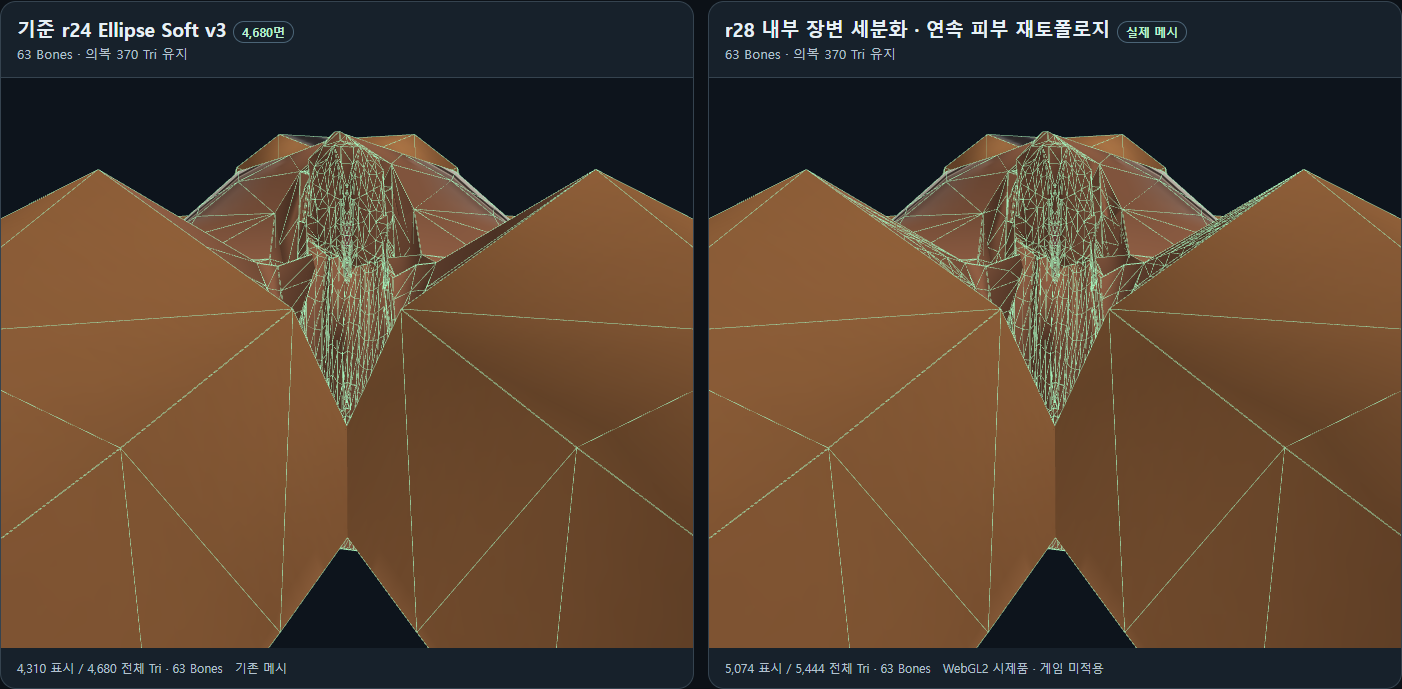 기준 r24 Ellipse Soft v3 4,680면
63 Bones · 의복 370 Tri 유지
4,310 표시 / 4,680 전체 Tri · 63 Bones 기존 메시
r28 내부 장변 세분화 · 연속 피부 재토폴로지 실제 메시
63 Bones · 의복 370 Tri 유지
5,074 표시 / 5,444 전체 Tri · 63 Bones WebGL2 시제품 · 게임 미적용